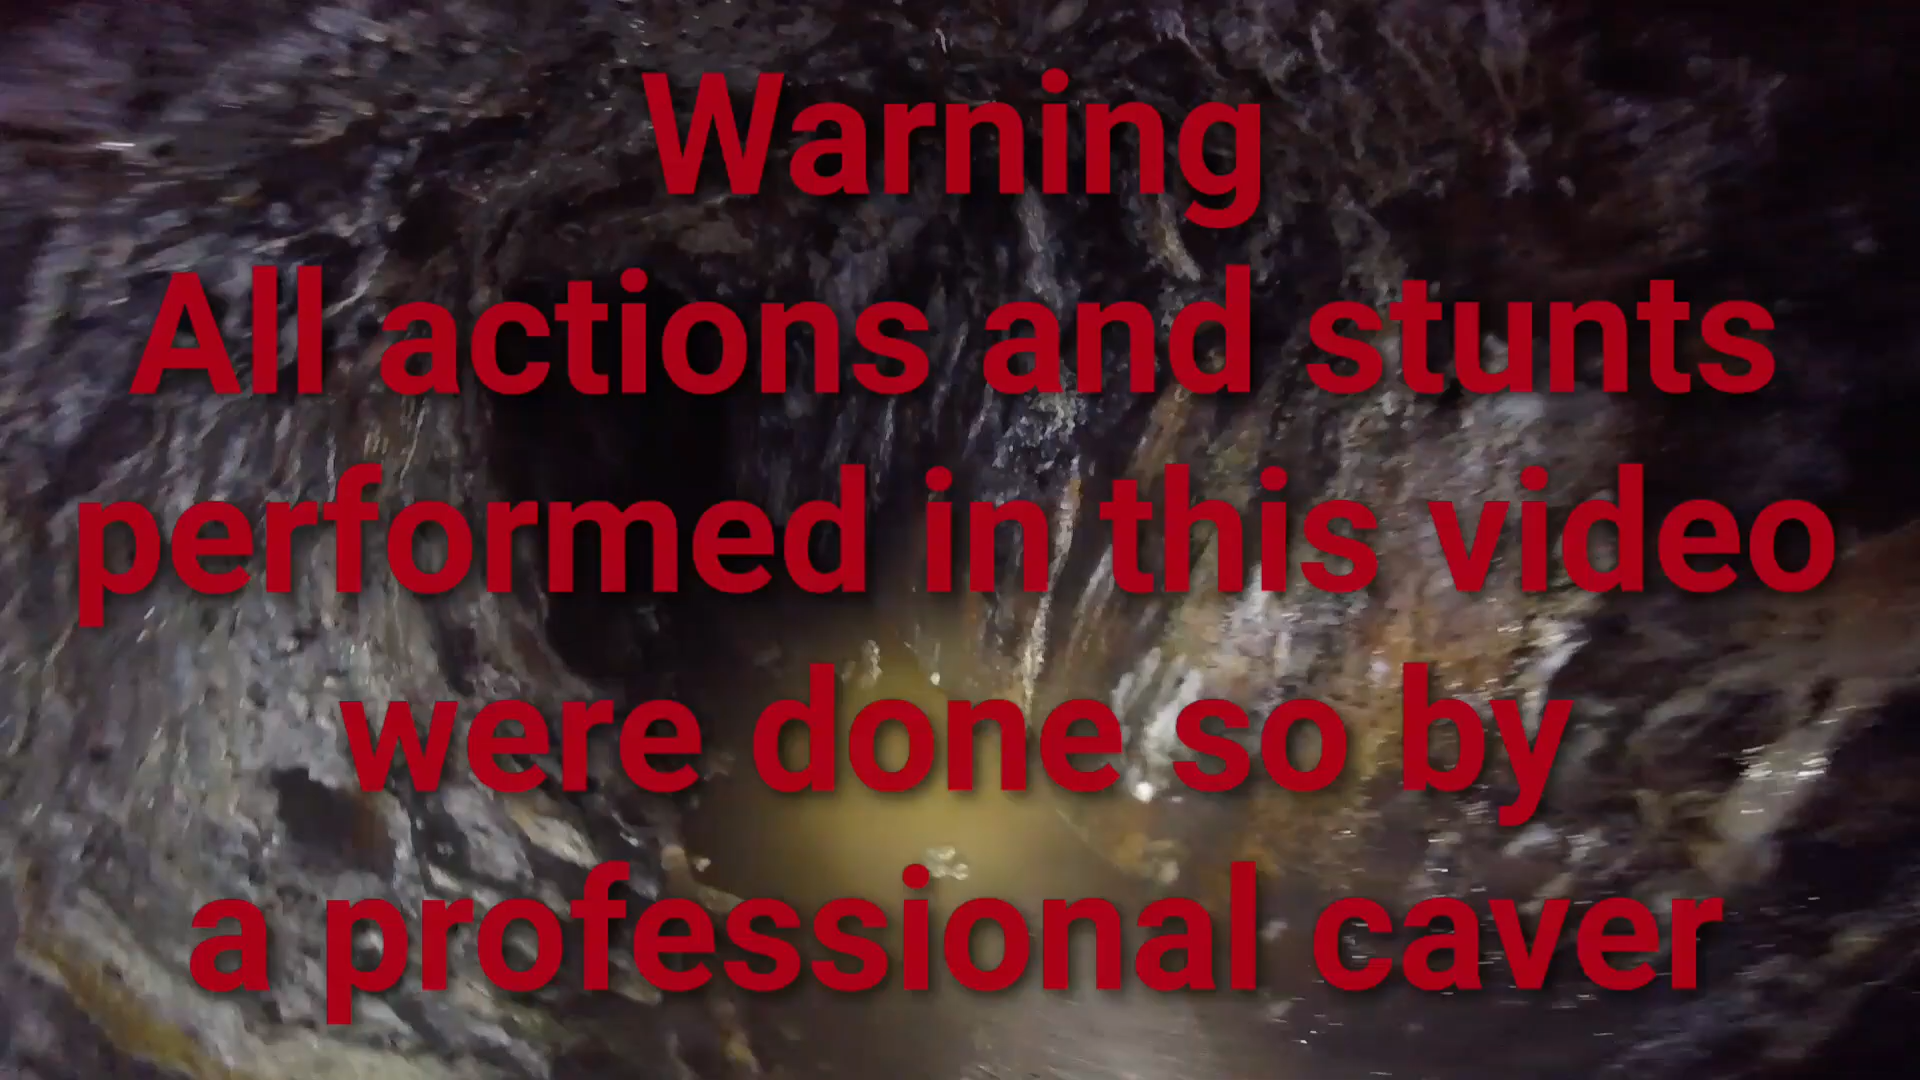 Warning
All actions and stunts
performed in this video
were done so by
a professional caver